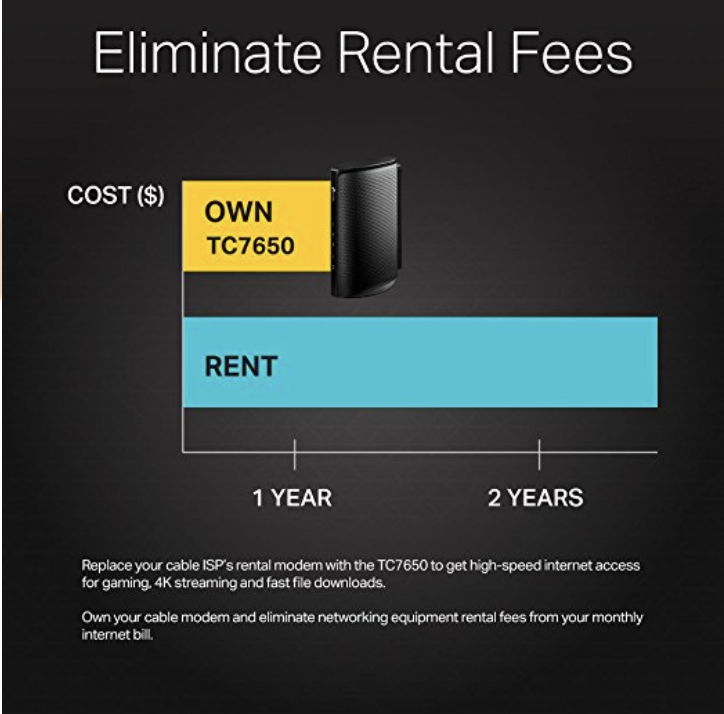 Eliminate Rental Fees
COST ($)
OWN
TC7650
RENT
1 YEAR
2 YEARS
Replace your cable ISP's rental modem with the TC7650 to get high-speed internet access
for gaming, 4K streaming and fast file downloads.
Own your cable modem and eliminate networking equipment rental fees from your monthly
internet bill.